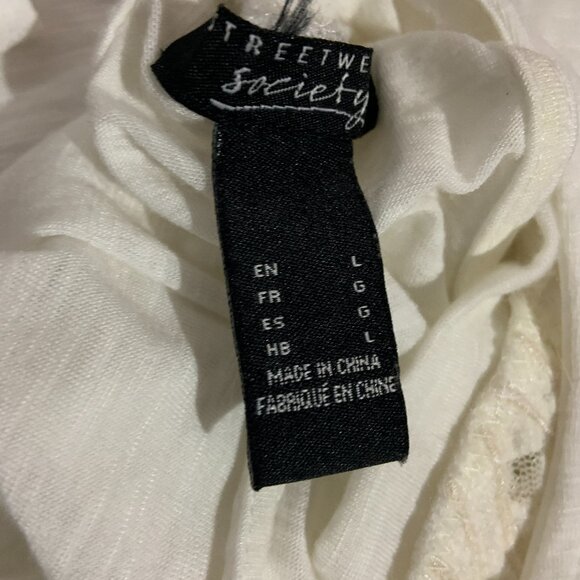 TREETWE
society
EN L
FR G
ES G
HB L
MADE IN CHINA
FABRIQUÉ EN CHINE